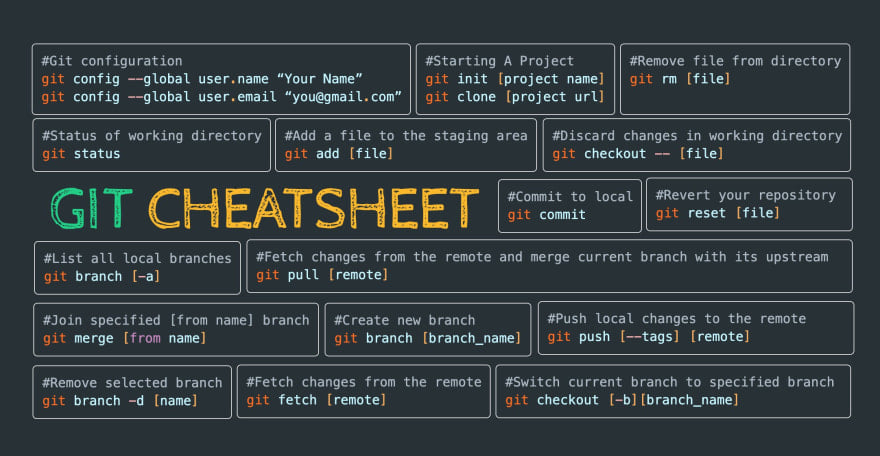 #Git configuration
git config --global user.name “Your Name”
git config --global user.email “you@gmail.com”
#Starting A Project
git init [project name]
git clone [project url]
#Remove file from directory
git rm [file]
#Status of working directory
git status
#Add a file to the staging area
git add [file]
#Discard changes in working directory
git checkout -- [file]
GIT CHEATSHEET
#Commit to local
git commit
#Revert your repository
git reset [file]
#List all local branches
git branch [-a]
#Fetch changes from the remote and merge current branch with its upstream
git pull [remote]
#Join specified [from name] branch
git merge [from name]
#Create new branch
git branch [branch_name]
#Push local changes to the remote
git push [--tags] [remote]
#Remove selected branch
git branch -d [name]
#Fetch changes from the remote
git fetch [remote]
#Switch current branch to specified branch
git checkout [-b][branch_name]